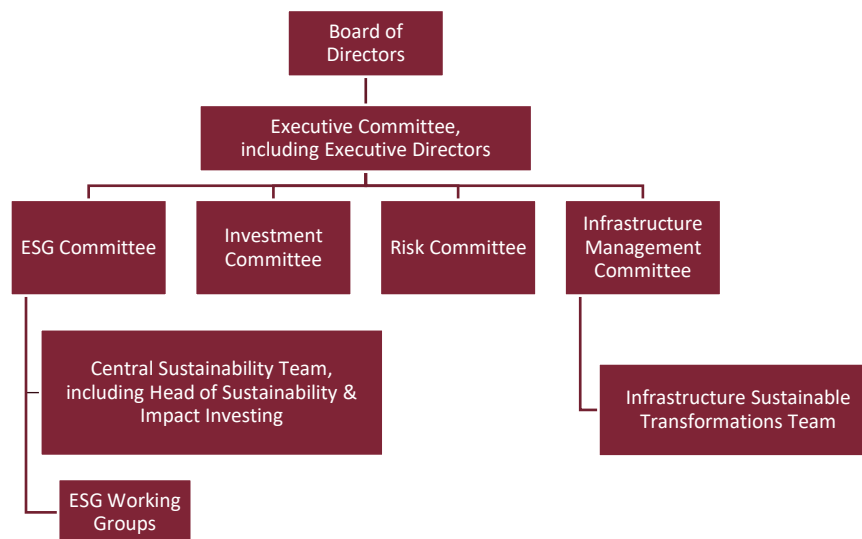 Board of
Directors
Executive Committee,
including Executive Directors
ESG Committee
Investment
Committee
Risk Committee
Infrastructure
Management
Committee
Central Sustainability Team,
including Head of Sustainability &
Impact Investing
Infrastructure Sustainable
Transformations Team
ESG Working
Groups